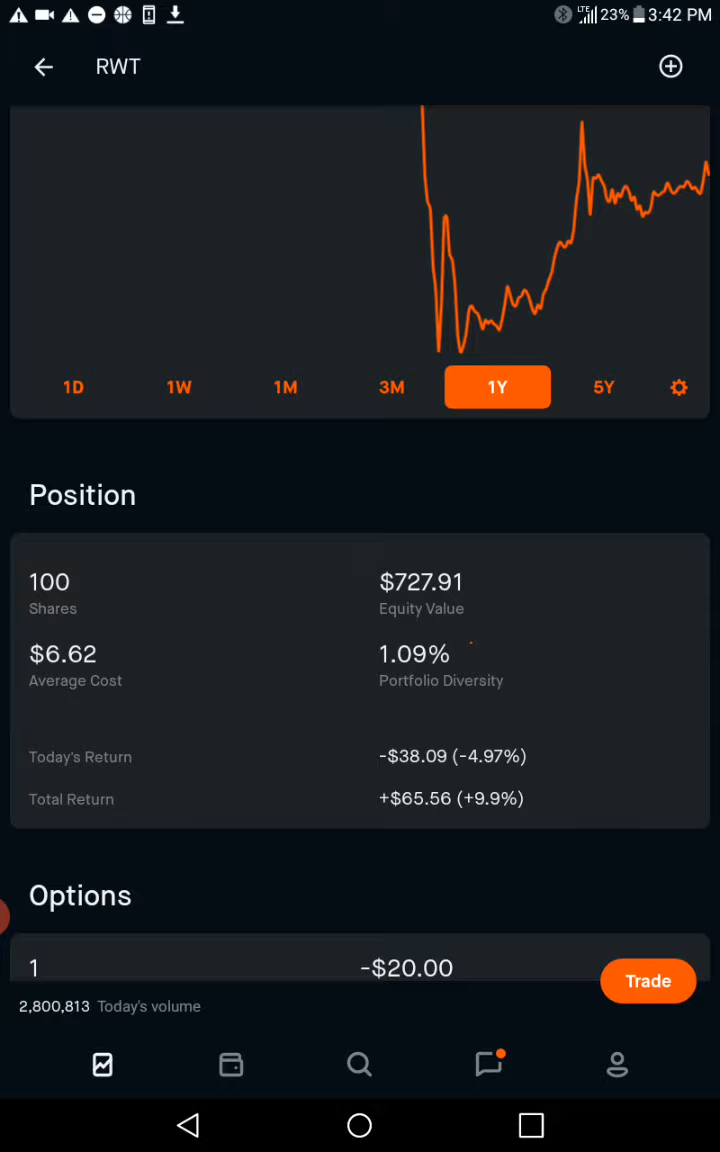 LTE 23% 3:42 PM
RWT
1D 1W 1M 3M 1Y 5Y
Position
100 $727.91
Shares Equity Value
$6.62 1.09%
Average Cost Portfolio Diversity
Today's Return -$38.09 (-4.97%)
Total Return +$65.56 (+9.9%)
Options
1 -$20.00
Trade
2,800,813 Today's volume